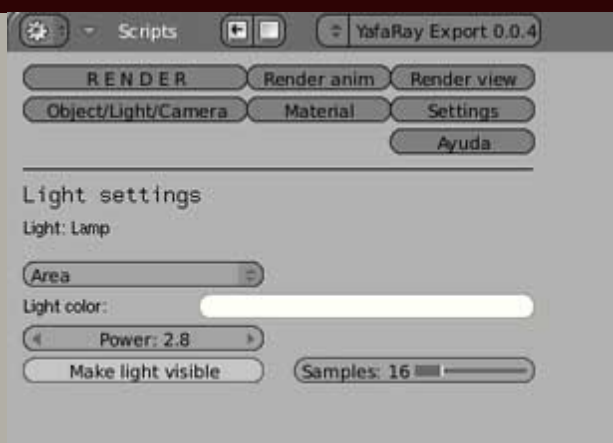 Scripts YafaRay Export 0.0.4
RENDER Render anim Render view
Object/Light/Camera Material Settings
Ayuda
Light settings
Light: Lamp
Area
Light color:
Power: 2.8
Make light visible Samples: 16